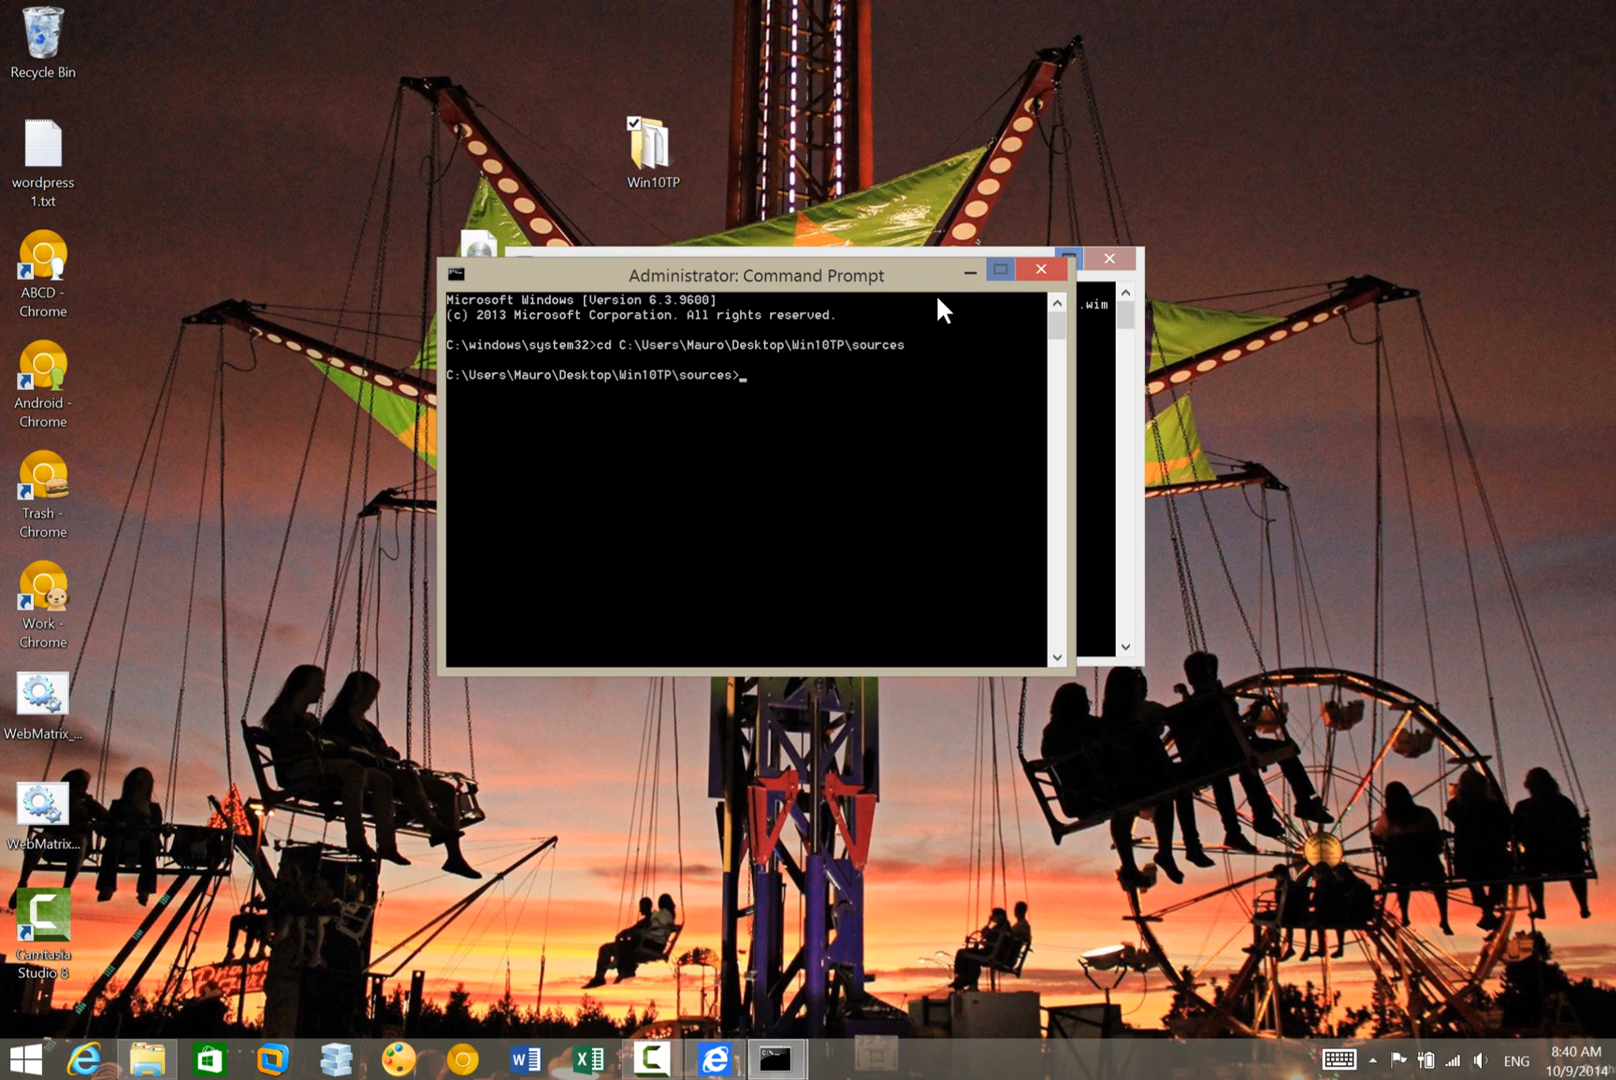 Recycle Bin
wordpress
1.txt
ABCD -
Chrome
Android -
Chrome
Trash -
Chrome
Work -
Chrome
WebMatrix_...
WebMatrix...
Camtasia
Studio 8
Win10TP
Administrator: Command Prompt
Microsoft Windows [Version 6.3.9600]
(c) 2013 Microsoft Corporation. All rights reserved.
C:\windows\system32>cd C:\Users\Mauro\Desktop\Win10TP\sources
C:\Users\Mauro\Desktop\Win10TP\sources>_
.wim
ENG
8:40 AM
10/9/2014